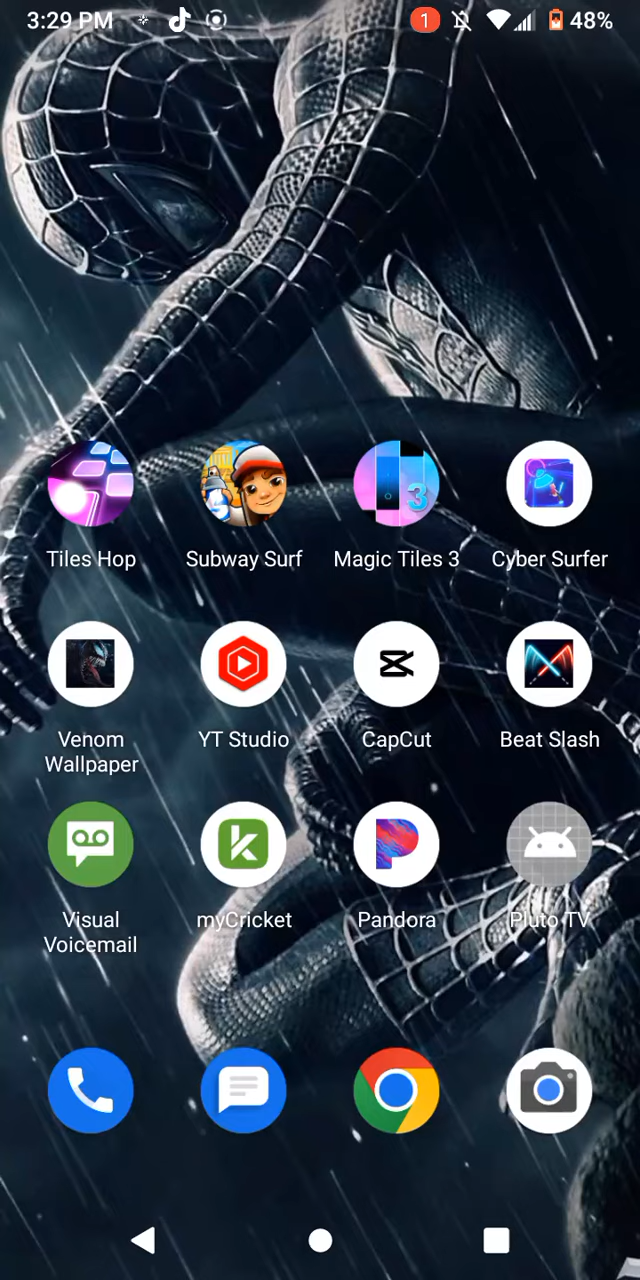 3:29 PM
1
48%
3
Tiles Hop
Subway Surf
Magic Tiles 3
Cyber Surfer
Venom
Wallpaper
YT Studio
CapCut
Beat Slash
Visual
Voicemail
myCricket
Pandora
Pluto TV